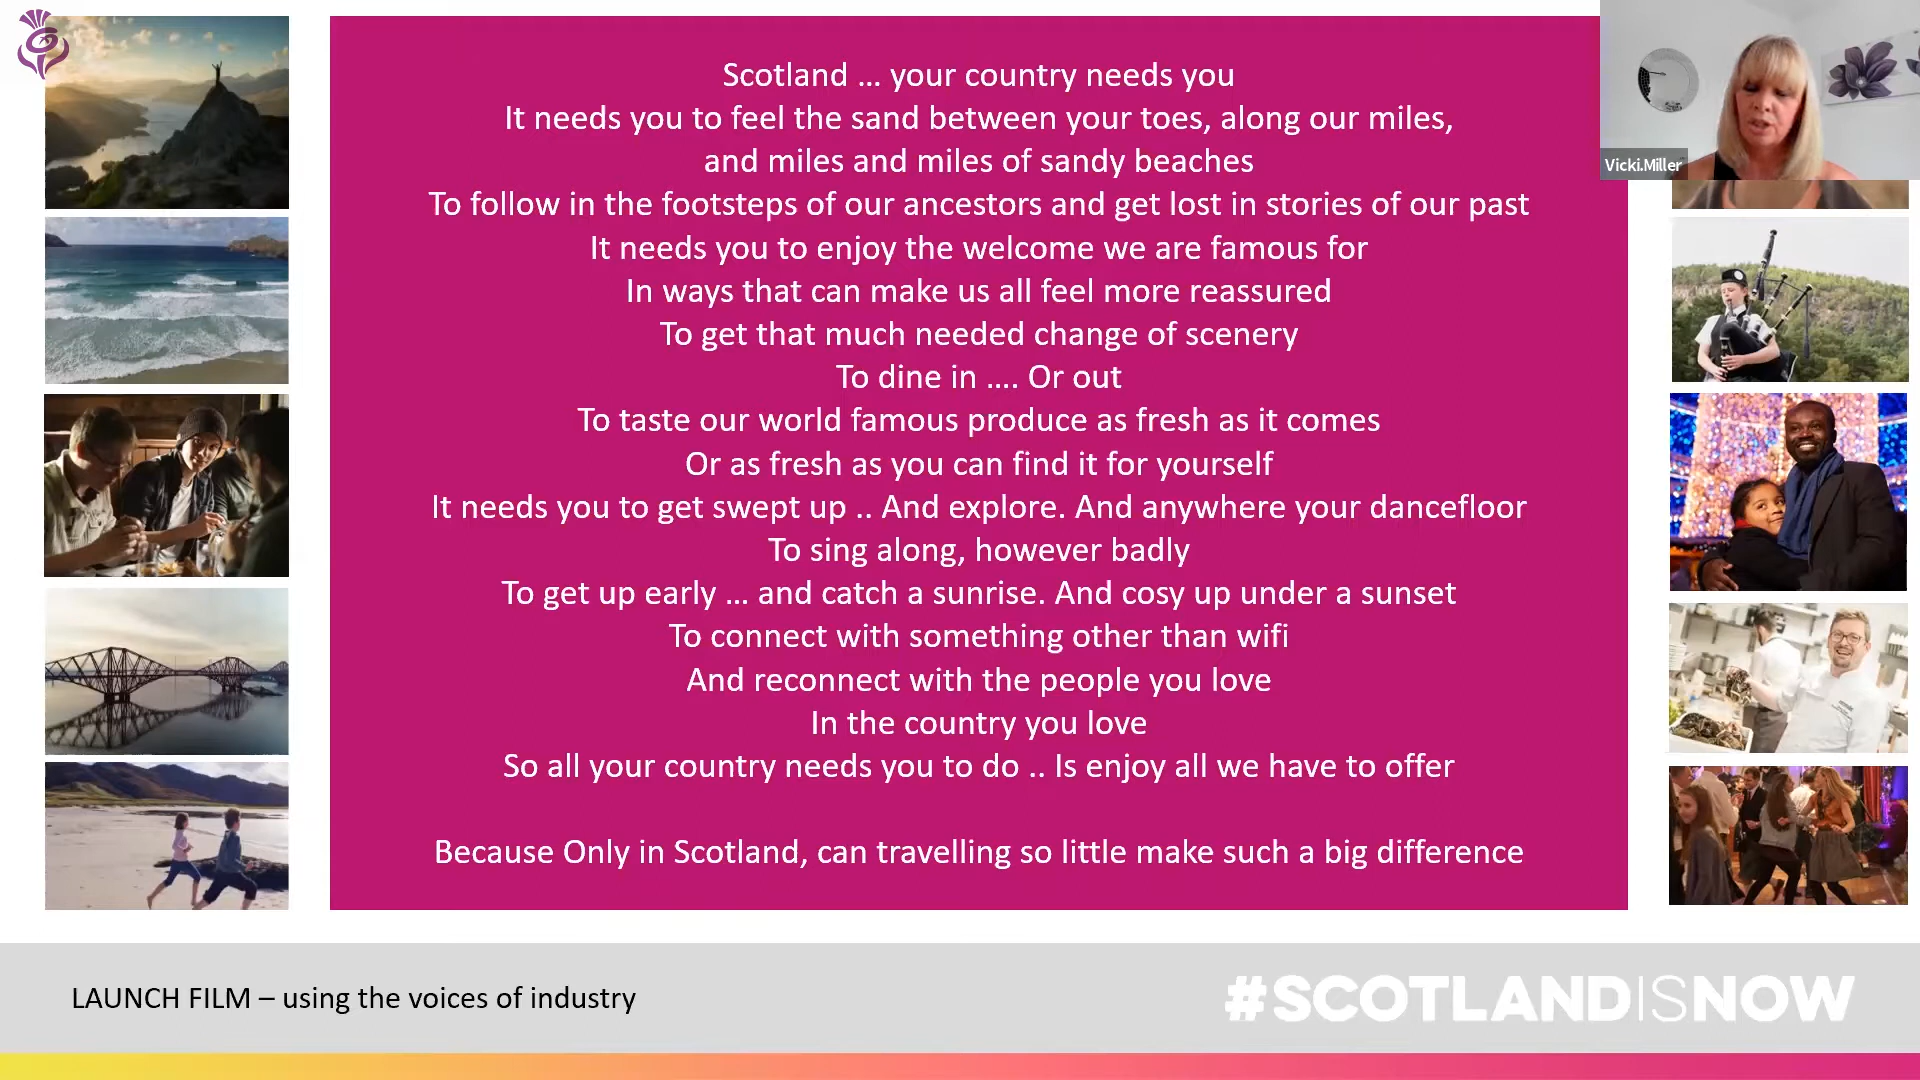 Scotland ... your country needs you
It needs you to feel the sand between your toes, along our miles,
and miles and miles of sandy beaches
To follow in the footsteps of our ancestors and get lost in stories of our past
It needs you to enjoy the welcome we are famous for
In ways that can make us all feel more reassured
To get that much needed change of scenery
To dine in .... Or out
To taste our world famous produce as fresh as it comes
Or as fresh as you can find it for yourself
It needs you to get swept up .. And explore. And anywhere your dancefloor
To sing along, however badly
To get up early ... and catch a sunrise. And cosy up under a sunset
To connect with something other than wifi
And reconnect with the people you love
In the country you love
So all your country needs you to do .. Is enjoy all we have to offer
Because Only in Scotland, can travelling so little make such a big difference
Vicki.Miller
LAUNCH FILM – using the voices of industry
#SCOTLANDISNOW